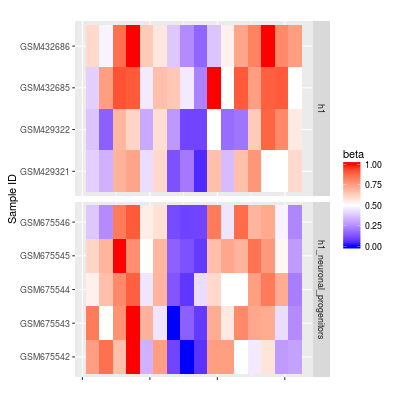 Sample ID
GSM432686
GSM432685
GSM429322
GSM429321
h1
GSM675546
GSM675545
GSM675544
GSM675543
GSM675542
h1_neuronal_progenitors
beta
1.00
0.75
0.50
0.25
0.00